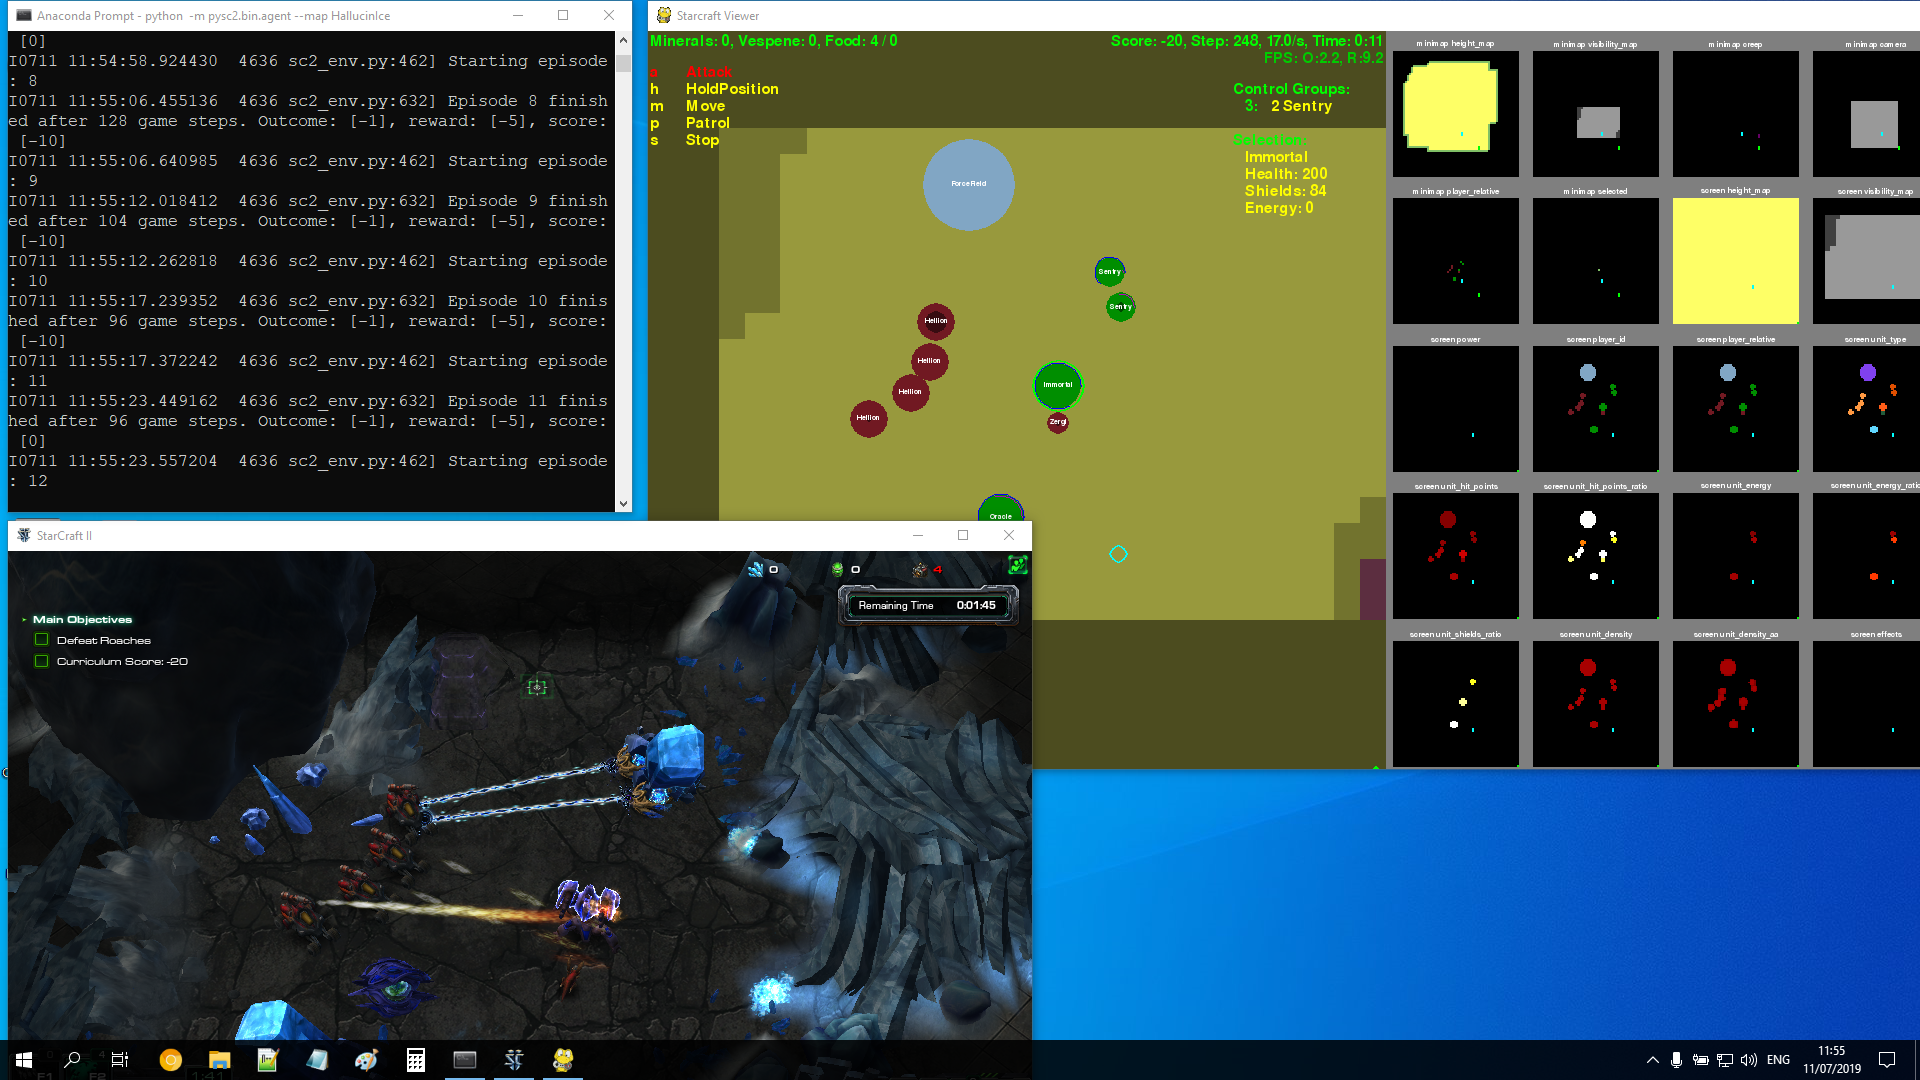 Anaconda Prompt - python -m pysc2.bin.agent --map HallucinIce
[0]
I0711 11:54:58.924430 4636 sc2_env.py:462] Starting episode
: 8
I0711 11:55:06.455136 4636 sc2_env.py:632] Episode 8 finish
ed after 128 game steps. Outcome: [-1], reward: [-5], score:
[-10]
I0711 11:55:06.640985 4636 sc2_env.py:462] Starting episode
: 9
I0711 11:55:12.018412 4636 sc2_env.py:632] Episode 9 finish
ed after 104 game steps. Outcome: [-1], reward: [-5], score:
[-10]
I0711 11:55:12.262818 4636 sc2_env.py:462] Starting episode
: 10
I0711 11:55:17.239352 4636 sc2_env.py:632] Episode 10 finis
hed after 96 game steps. Outcome: [-1], reward: [-5], score:
[-10]
I0711 11:55:17.372242 4636 sc2_env.py:462] Starting episode
: 11
I0711 11:55:23.449162 4636 sc2_env.py:632] Episode 11 finis
hed after 96 game steps. Outcome: [-1], reward: [-5], score:
[0]
I0711 11:55:23.557204 4636 sc2_env.py:462] Starting episode
: 12
Starcraft Viewer
Minerals: 0, Vespene: 0, Food: 4 / 0
Score: -20, Step: 248, 17.0/s, Time: 0:11
FPS: O:2.2, R:9.2
a Attack
h HoldPosition
m Move
p Patrol
s Stop
Control Groups:
3: 2 Sentry
Selection:
Immortal
Health: 200
Shields: 84
Energy: 0
ForceField
Sentry
Sentry
Hellion
Hellion
Hellion
Hellion
Immortal
Zergl
Oracle
minimap height_map
minimap visibility_map
minimap creep
minimap camera
minimap player_relative
minimap selected
screen height_map
screen visibility_map
screen power
screen player_id
screen player_relative
screen unit_type
screen unit_hit_points
screen unit_hit_points_ratio
screen unit_energy
screen unit_energy_ratio
screen unit_shields_ratio
screen unit_density
screen unit_density_aa
screen effects
StarCraft II
0 0 4
Remaining Time 0:01:45
Main Objectives
Defeat Roaches
Curriculum Score: -20
F1
F2
1:41
ENG
11:55
11/07/2019